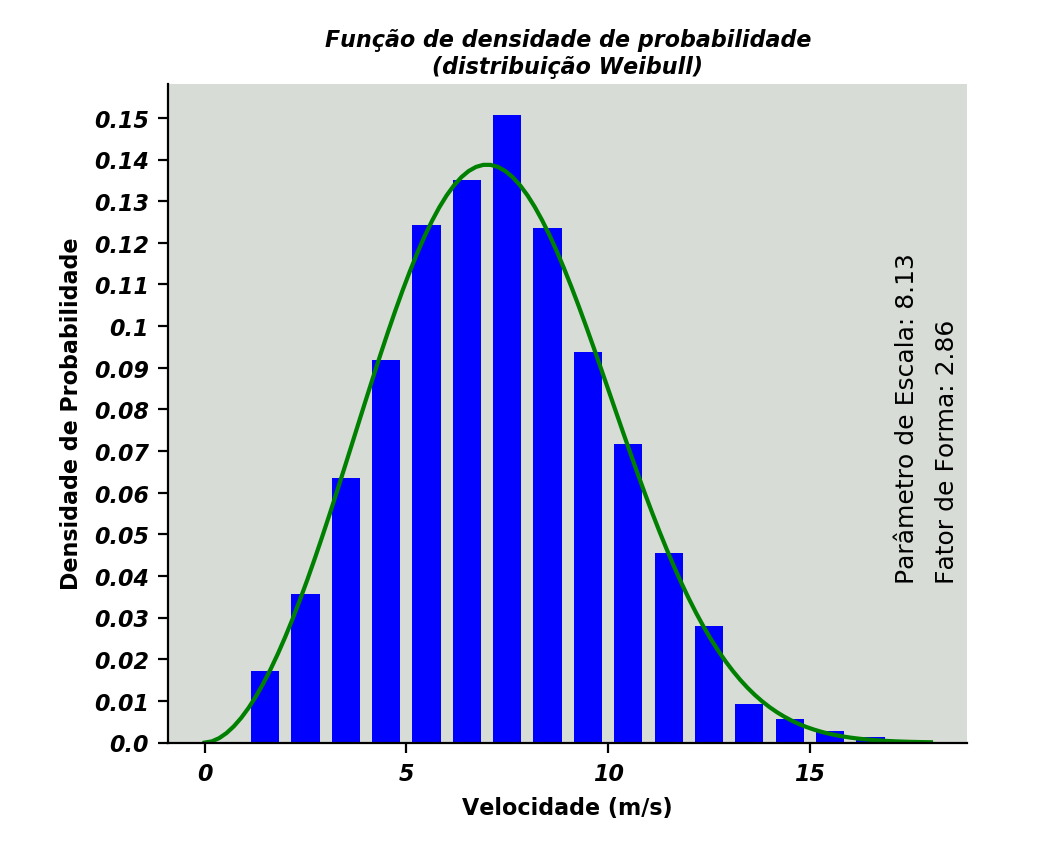 Função de densidade de probabilidade
(distribuição Weibull)
Densidade de Probabilidade
0.15
0.14
0.13
0.12
0.11
0.1
0.09
0.08
0.07
0.06
0.05
0.04
0.03
0.02
0.01
0.0
Parâmetro de Escala: 8.13
Fator de Forma: 2.86
0 5 10 15
Velocidade (m/s)